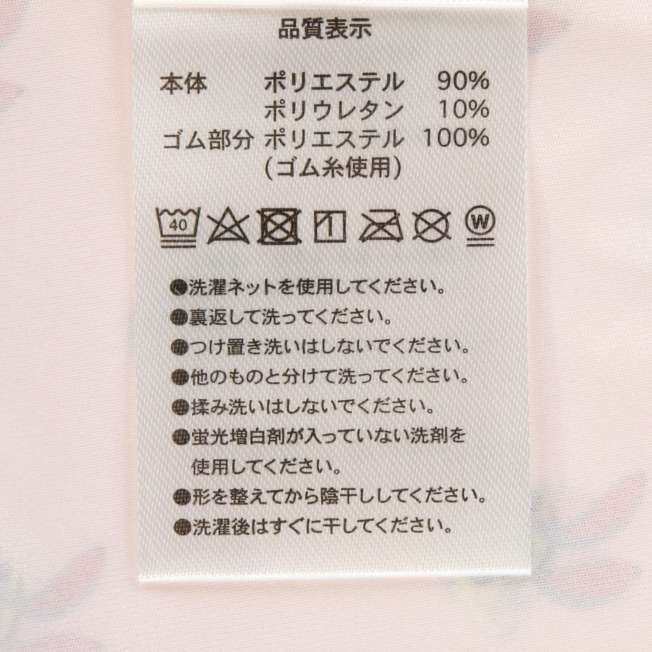 品質表示
本体 ポリエステル 90%
ポリウレタン 10%
ゴム部分 ポリエステル 100%
(ゴム糸使用)
40 W
●洗濯ネットを使用してください。
●裏返して洗ってください。
●つけ置き洗いはしないでください。
●他のものと分けて洗ってください。
●揉み洗いはしないでください。
●蛍光増白剤が入っていない洗剤を
使用してください。
●形を整えてから陰干ししてください。
●洗濯後はすぐに干してください。